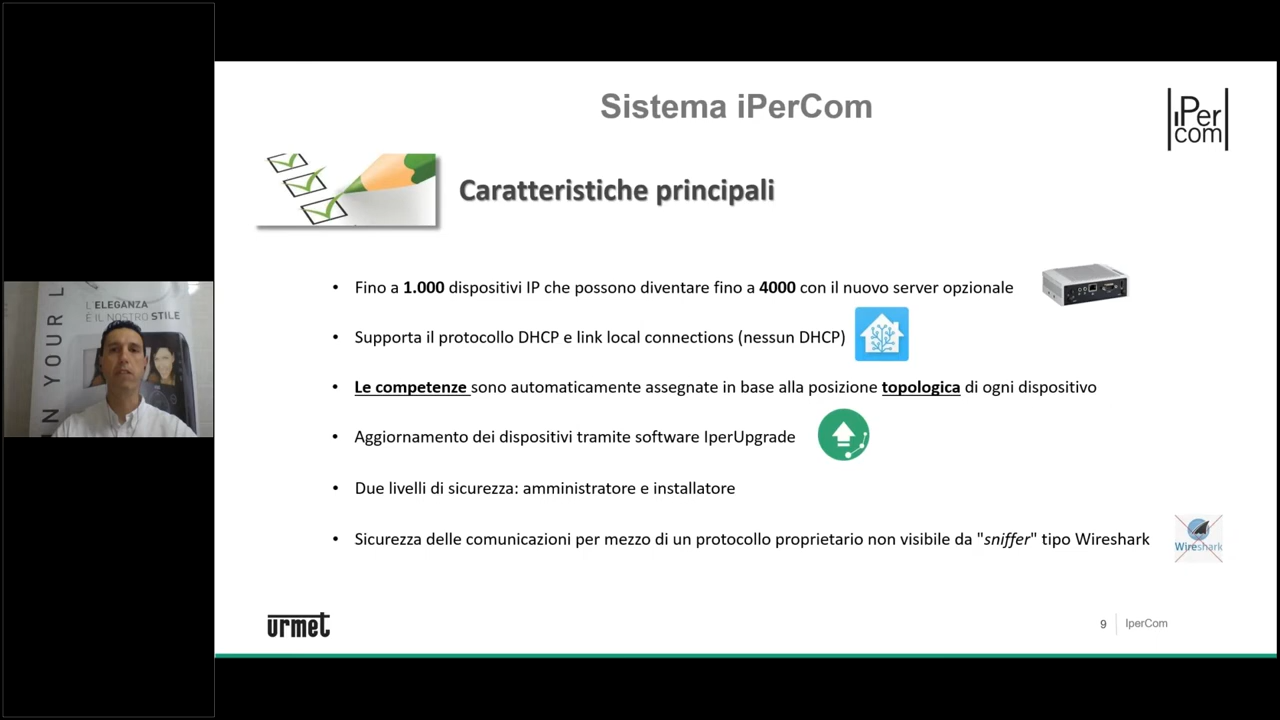 Sistema iPerCom
iPer
com
Caratteristiche principali
• Fino a 1.000 dispositivi IP che possono diventare fino a 4000 con il nuovo server opzionale
• Supporta il protocollo DHCP e link local connections (nessun DHCP)
• Le competenze sono automaticamente assegnate in base alla posizione topologica di ogni dispositivo
• Aggiornamento dei dispositivi tramite software IperUpgrade
• Due livelli di sicurezza: amministratore e installatore
• Sicurezza delle comunicazioni per mezzo di un protocollo proprietario non visibile da "sniffer" tipo Wireshark
Wireshark
urmet
9
IperCom
L'ELEGANZA
È IL NOSTRO STILE
IN YOUR L